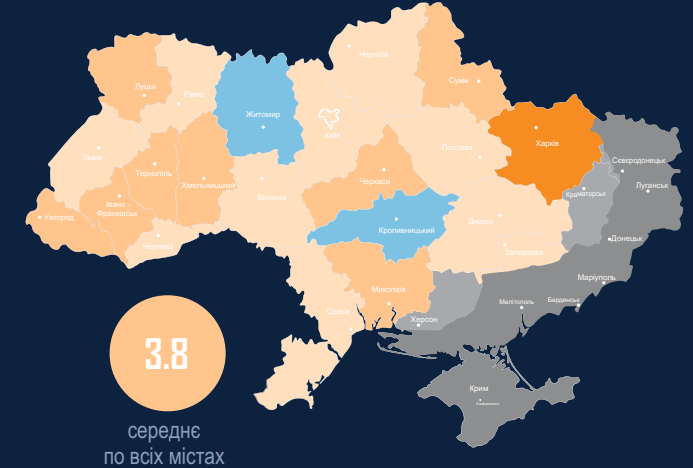 Чернігів
Суми
Луцьк
Рівне
Житомир
Київ
Харків
Полтава
Львів
Сєвєродонецьк
Тернопіль
Хмельницький
Черкаси
Краматорськ
Луганськ
Вінниця
Івано -
Франківськ
Ужгород
Дніпро
Кропивницький
Донецьк
Чернівці
Запоріжжя
Маріуполь
Миколаїв
Мелітополь
Бердянськ
Одеса
Херсон
3.8
Крим
Сімферополь
середнє
по всіх містах